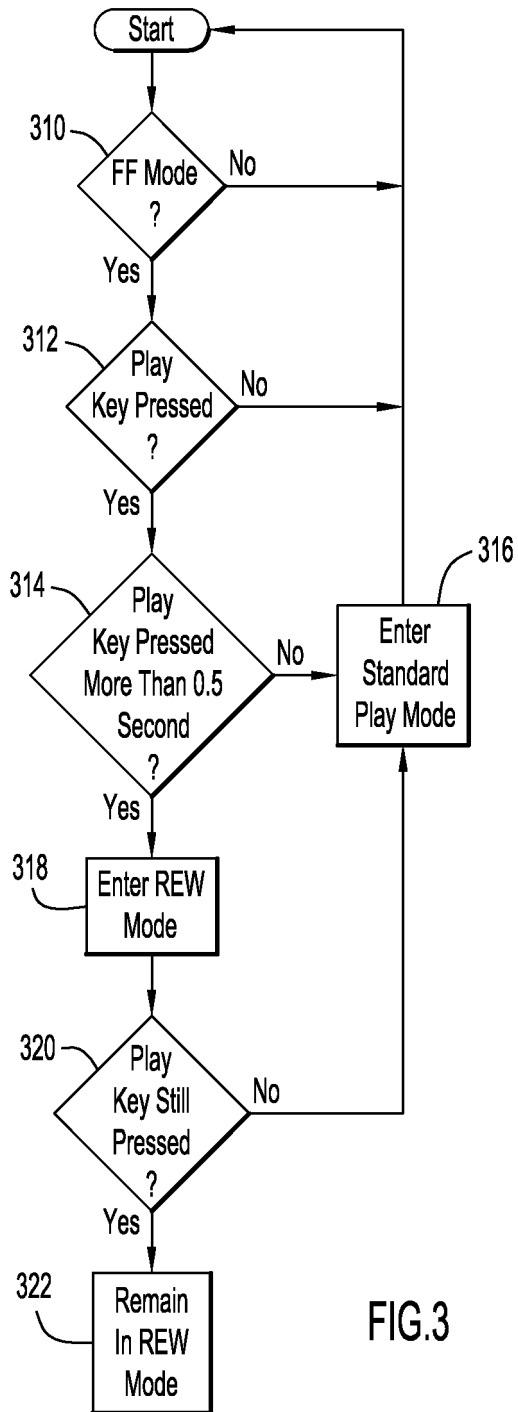 Start
310
FF Mode
?
No
Yes
312
Play
Key Pressed
?
No
Yes
314
Play
Key Pressed
More Than 0.5
Second
?
No
316
Enter
Standard
Play Mode
Yes
318
Enter REW
Mode
320
Play
Key Still
Pressed
?
No
Yes
322
Remain
In REW
Mode
FIG.3